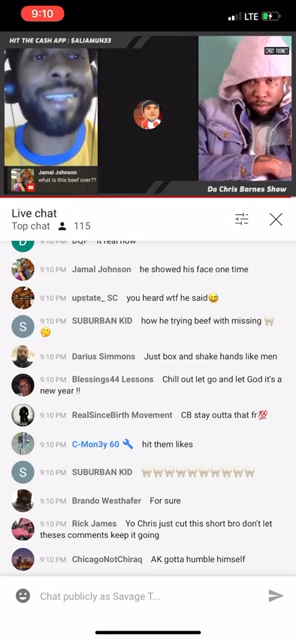 9:10
LTE
HIT THE CASH APP : $ALIAMUN33
Jamal Johnson
what is this beef over??
Da Chris Barnes Show
Live chat
Top chat 115
9:10 PM it real now
9:10 PM Jamal Johnson he showed his face one time
9:10 PM upstate_ SC you heard wtf he said😅
S 9:10 PM SUBURBAN KID how he trying beef with missing 🦷
🤔
9:10 PM Darius Simmons Just box and shake hands like men
9:10 PM Blessings44 Lessons Chill out let go and let God it's a
new year !!
9:10 PM RealSinceBirth Movement CB stay outta that fr💯
9:10 PM C-Mon3y 60 🔧 hit them likes
S 9:10 PM SUBURBAN KID 🦷🦷🦷🦷🦷🦷🦷🦷🦷🦷
9:10 PM Brando Westhafer For sure
9:10 PM Rick James Yo Chris just cut this short bro don't let
theses comments keep it going
9:10 PM ChicagoNotChiraq AK gotta humble himself
Chat publicly as Savage T...